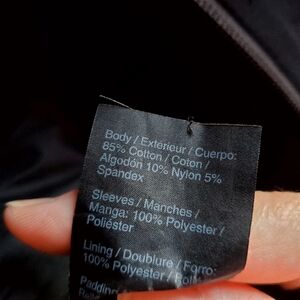 Body / Extérieur / Cuerpo:
85% Cotton / Coton /
Algodón 10% Nylon 5%
Spandex
Sleeves / Manches /
Manga: 100% Polyester /
Poliéster
Lining / Doublure / Forro:
100% Polyester /
Padding